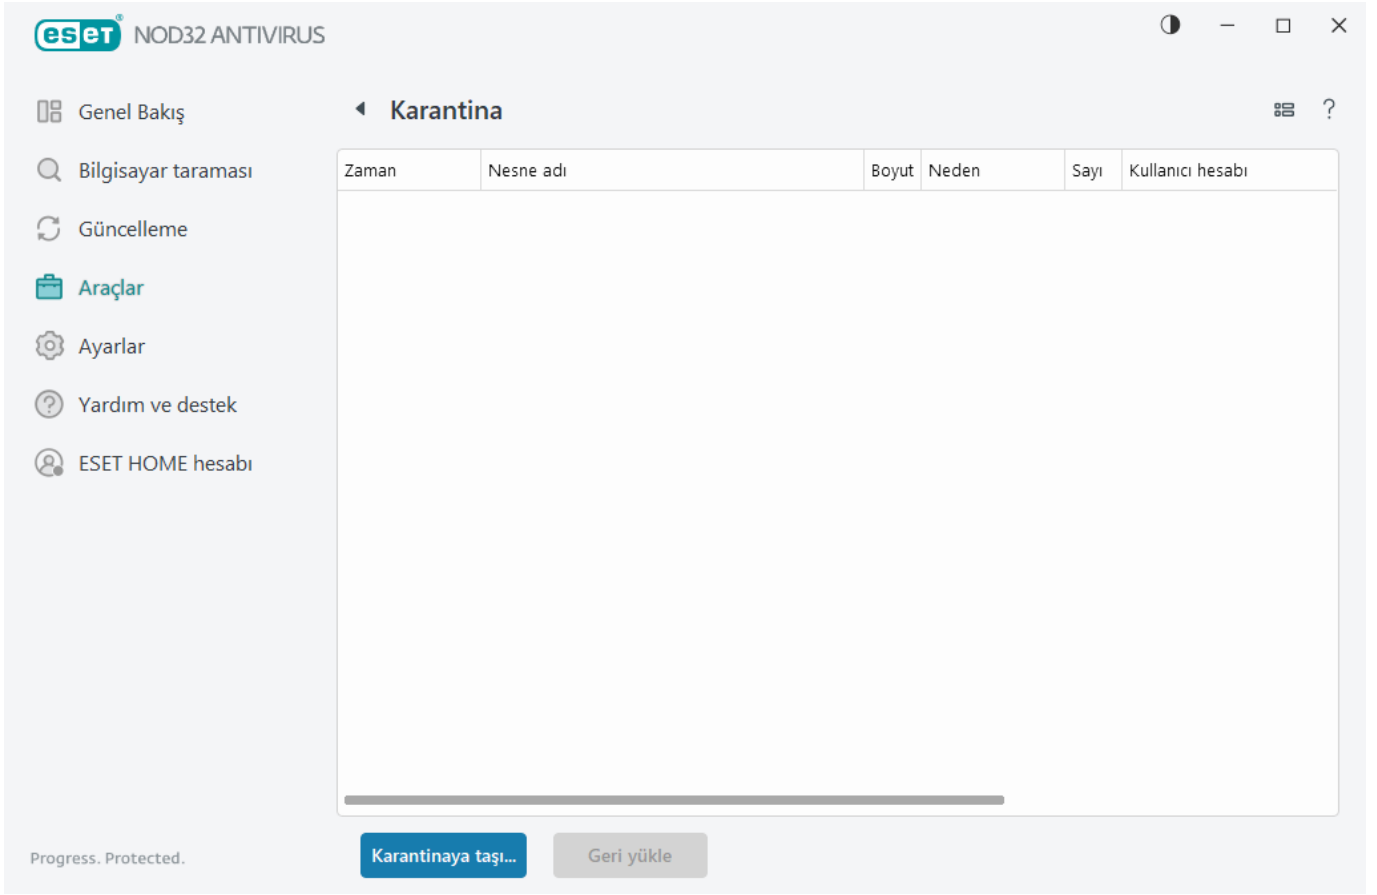 eset® NOD32 ANTIVIRUS
Genel Bakış
Bilgisayar taraması
Güncelleme
Araçlar
Ayarlar
Yardım ve destek
ESET HOME hesabı
Progress. Protected.
Karantina
?
Zaman Nesne adı Boyut Neden Sayı Kullanıcı hesabı
Karantinaya taşı... Geri yükle